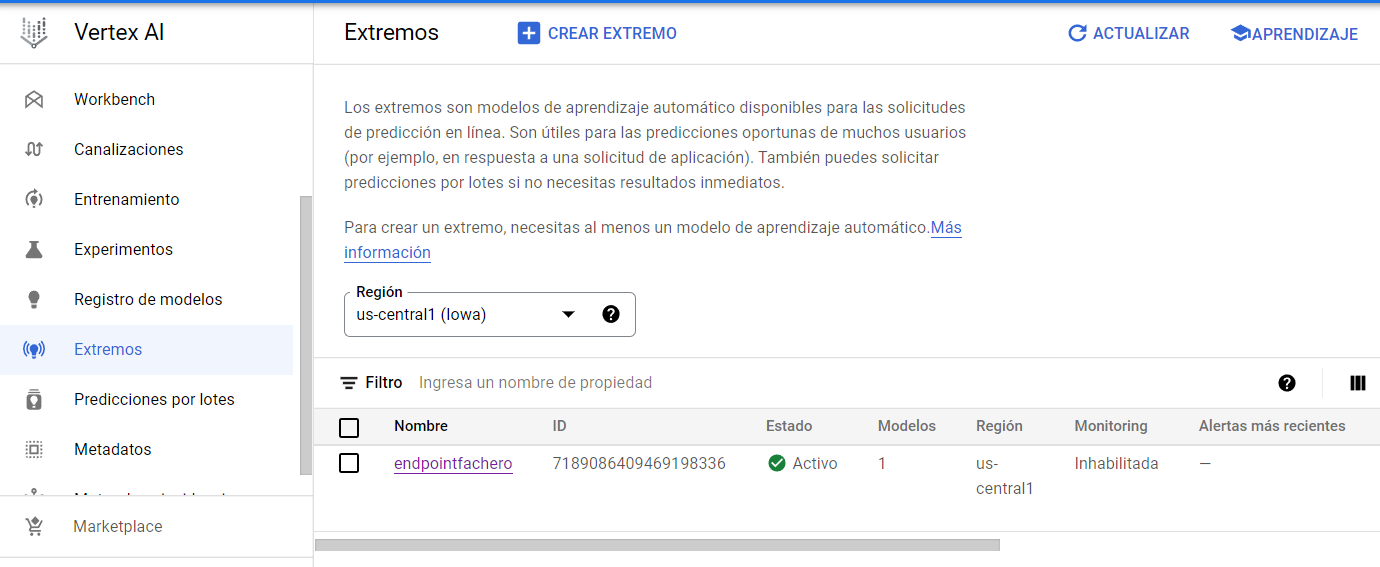 Vertex AI
Extremos
CREAR EXTREMO
ACTUALIZAR
APRENDIZAJE
Workbench
Canalizaciones
Entrenamiento
Experimentos
Registro de modelos
Extremos
Predicciones por lotes
Metadatos
Marketplace
Los extremos son modelos de aprendizaje automático disponibles para las solicitudes
de predicción en línea. Son útiles para las predicciones oportunas de muchos usuarios
(por ejemplo, en respuesta a una solicitud de aplicación). También puedes solicitar
predicciones por lotes si no necesitas resultados inmediatos.
Para crear un extremo, necesitas al menos un modelo de aprendizaje automático.Más
información
Región
us-central1 (Iowa)
Filtro Ingresa un nombre de propiedad
Nombre ID Estado Modelos Región Monitoring Alertas más recientes
endpointfachero 7189086409469198336 Activo 1 us- Inhabilitada —
central1